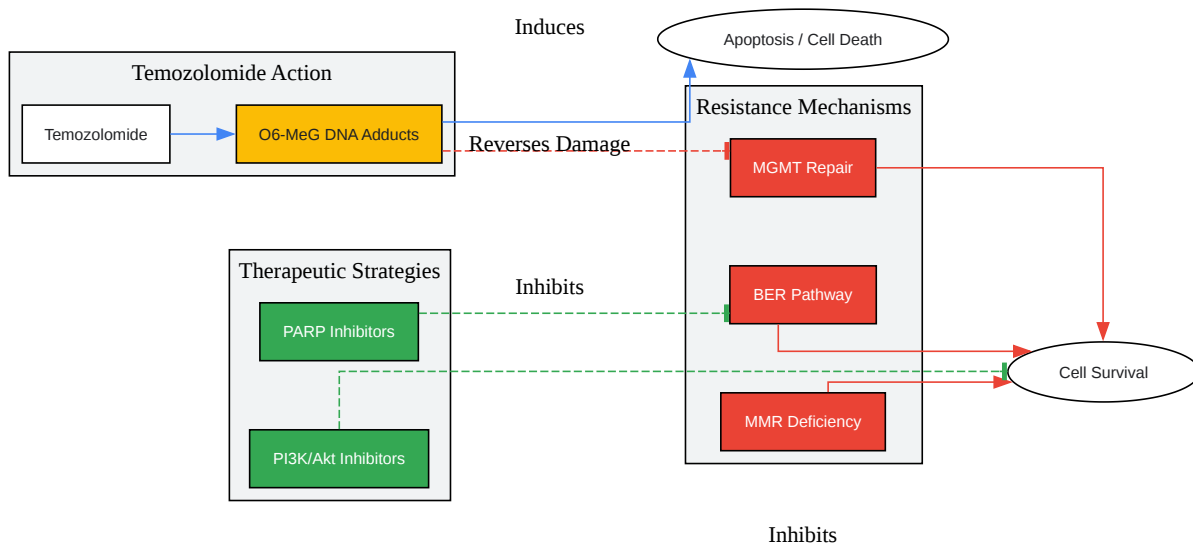 Induces
Apoptosis / Cell Death
Temozolomide Action
Temozolomide
O6-MeG DNA Adducts
Resistance Mechanisms
Reverses Damage
MGMT Repair
Therapeutic Strategies
PARP Inhibitors
Inhibits
BER Pathway
Cell Survival
MMR Deficiency
PI3K/Akt Inhibitors
Inhibits